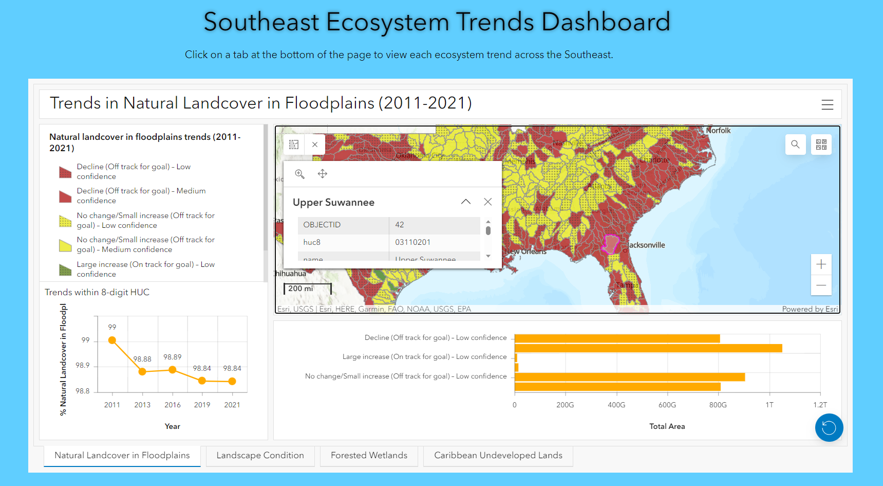 Southeast Ecosystem Trends Dashboard
Click on a tab at the bottom of the page to view each ecosystem trend across the Southeast.
Trends in Natural Landcover in Floodplains (2011-2021)
Natural landcover in floodplains trends (2011-
2021)
Decline (Off track for goal) – Low
confidence
Decline (Off track for goal) – Medium
confidence
No change/Small increase (Off track for
goal) – Low confidence
No change/Small increase (Off track for
goal) – Medium confidence
Large increase (On track for goal) – Low
confidence
Norfolk
Charlotte
Upper Suwannee
OBJECTID 42
huc8 03110201
name Upper Suwannee
New Orleans
Jacksonville
hihuahua
200 mi
Esri, USGS | Esri, HERE, Garmin, FAO, NOAA, USGS, EPA
Powered by Esri
Trends within 8-digit HUC
% Natural Landcover in Floodpl
99
98.9
98.8
99
98.88
98.89
98.84
98.84
2011 2013 2016 2019 2021
Year
Decline (Off track for goal) – Low confidence
Large increase (On track for goal) – Low confidence
No change/Small increase (Off track for goal) – Low confidence
0 200G 400G 600G 800G 1T 1.2T
Total Area
Natural Landcover in Floodplains
Landscape Condition
Forested Wetlands
Caribbean Undeveloped Lands